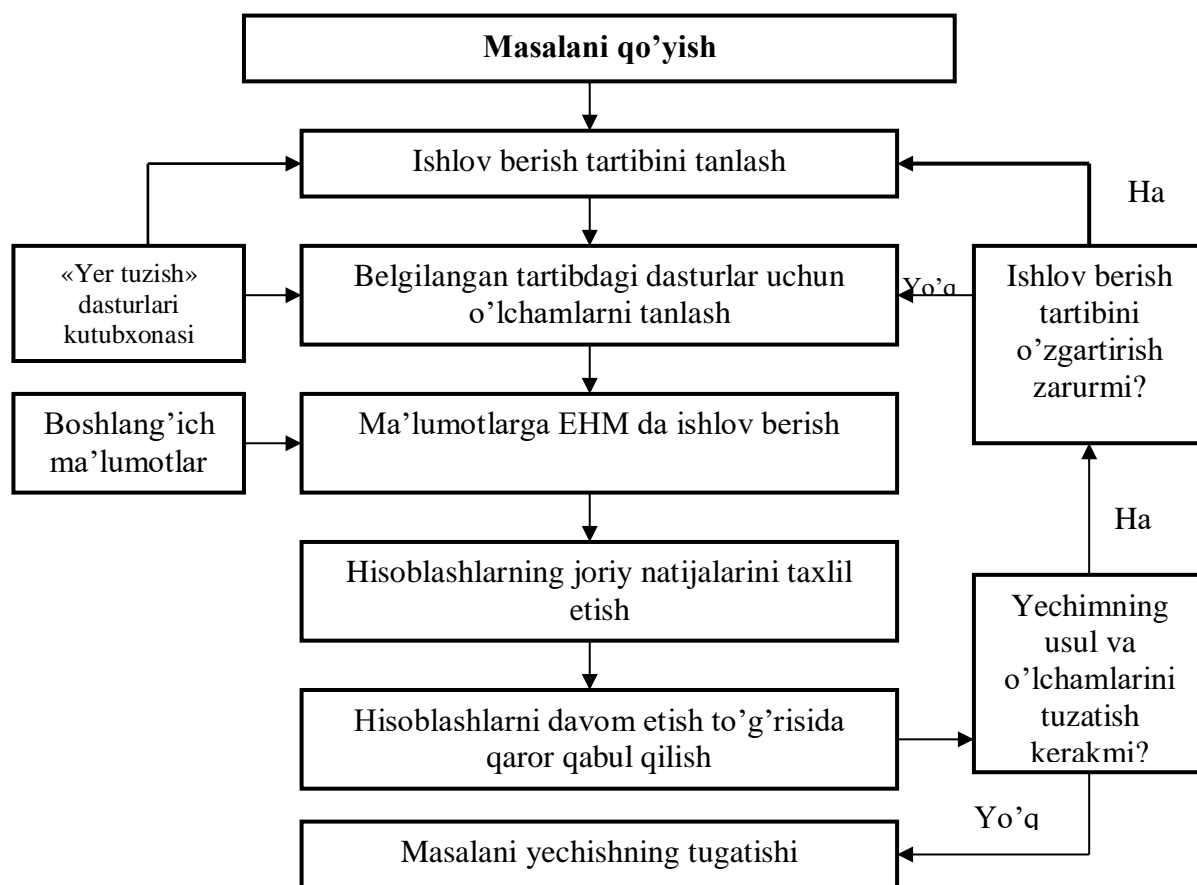 Masalani qo’yish
Ishlov berish tartibini tanlash
Ha
«Yer tuzish»
dasturlari
kutubxonasi
Belgilangan tartibdagi dasturlar uchun
o’lchamlarni tanlash
Yo’q
Ishlov berish
tartibini
o’zgartirish
zarurmi?
Boshlang’ich
ma’lumotlar
Ma’lumotlarga EHM da ishlov berish
Ha
Hisoblashlarning joriy natijalarini taxlil
etish
Yechimning
usul va
o’lchamlarini
tuzatish
kerakmi?
Hisoblashlarni davom etish to’g’risida
qaror qabul qilish
Yo’q
Masalani yechishning tugatishi